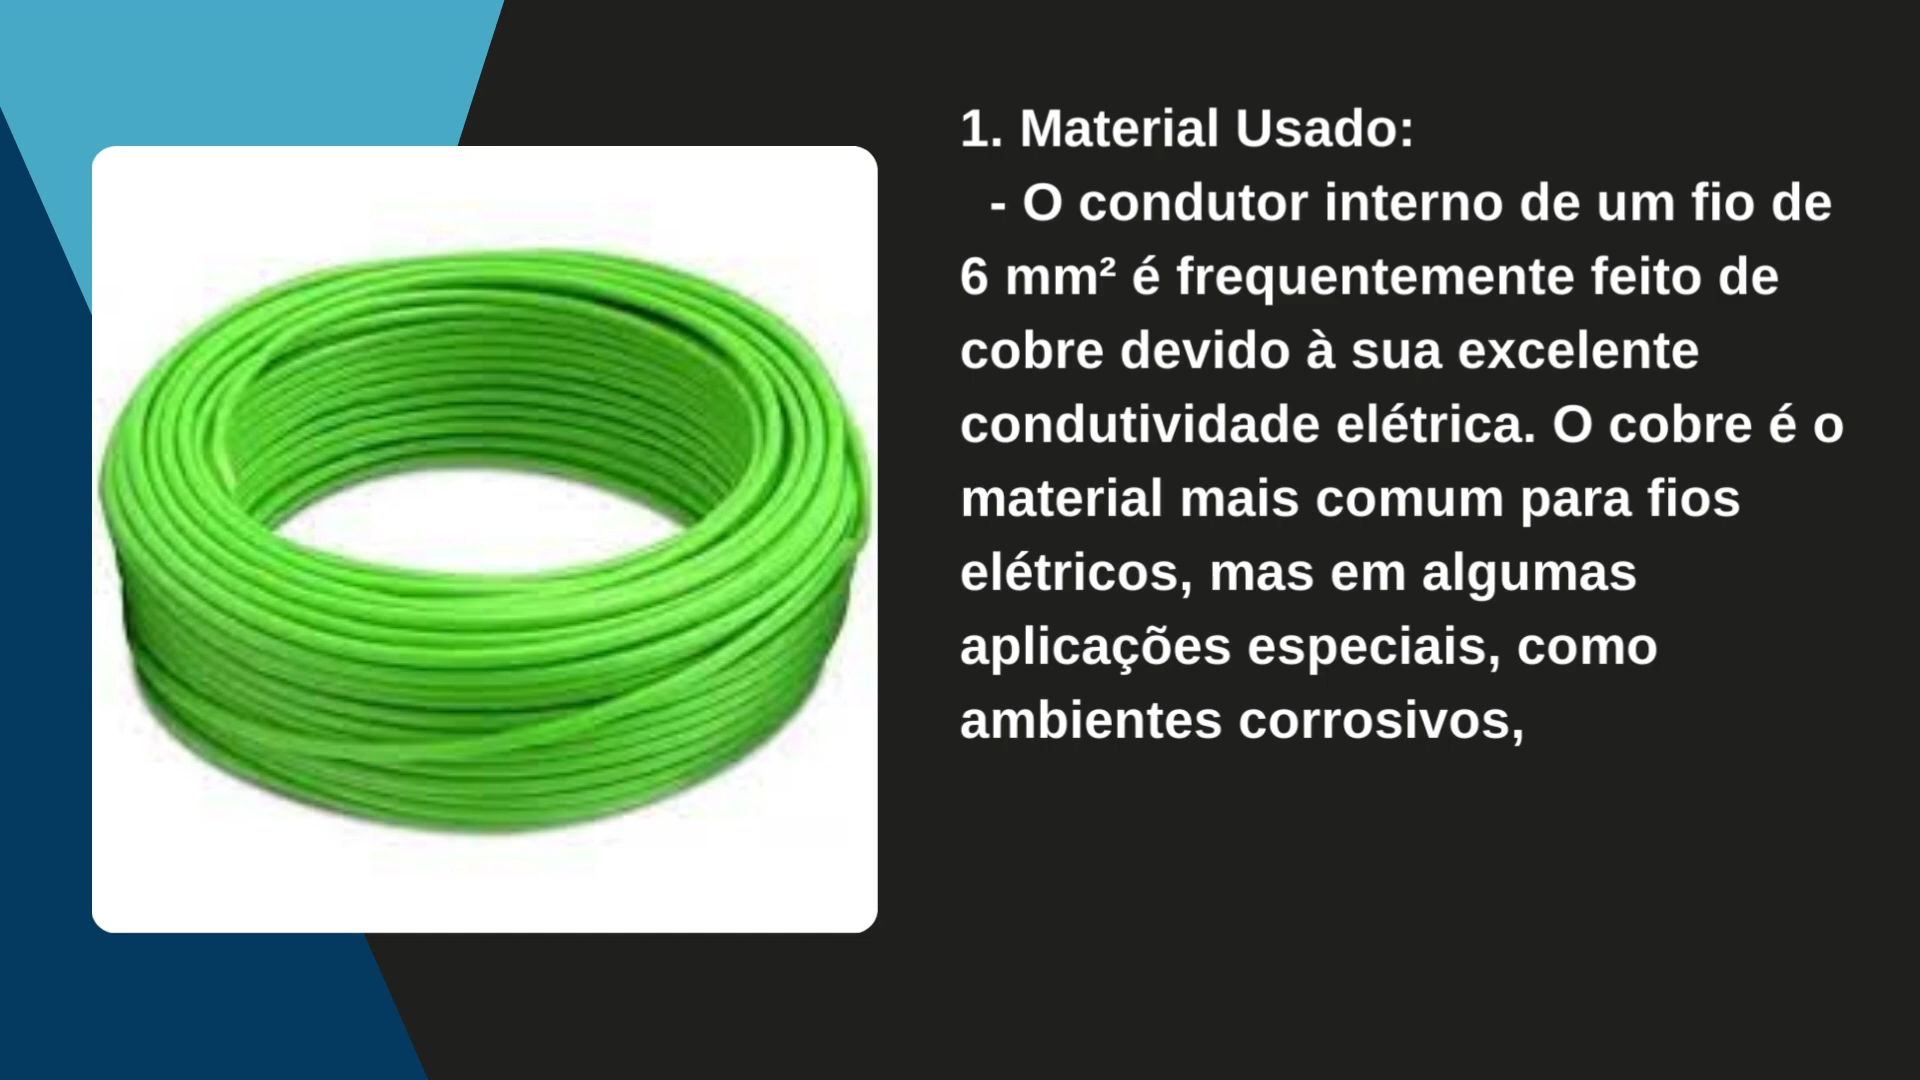 1. Material Usado:
- O condutor interno de um fio de
6 mm² é frequentemente feito de
cobre devido à sua excelente
condutividade elétrica. O cobre é o
material mais comum para fios
elétricos, mas em algumas
aplicações especiais, como
ambientes corrosivos,